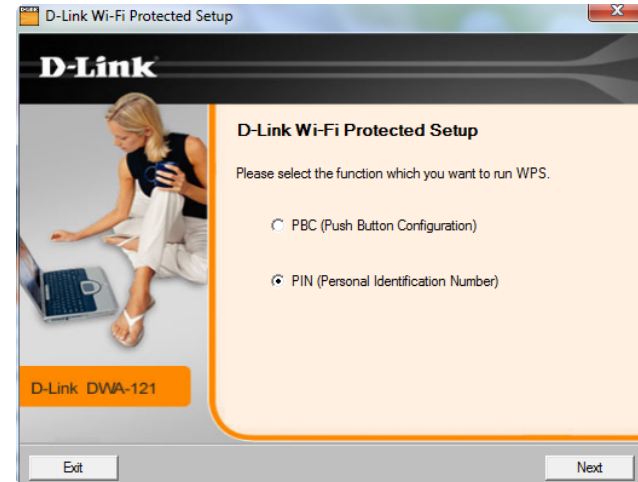 D-Link Wi-Fi Protected Setup
D-Link
D-Link Wi-Fi Protected Setup
Please select the function which you want to run WPS.
PBC (Push Button Configuration)
PIN (Personal Identification Number)
D-Link DWA-121
Exit
Next